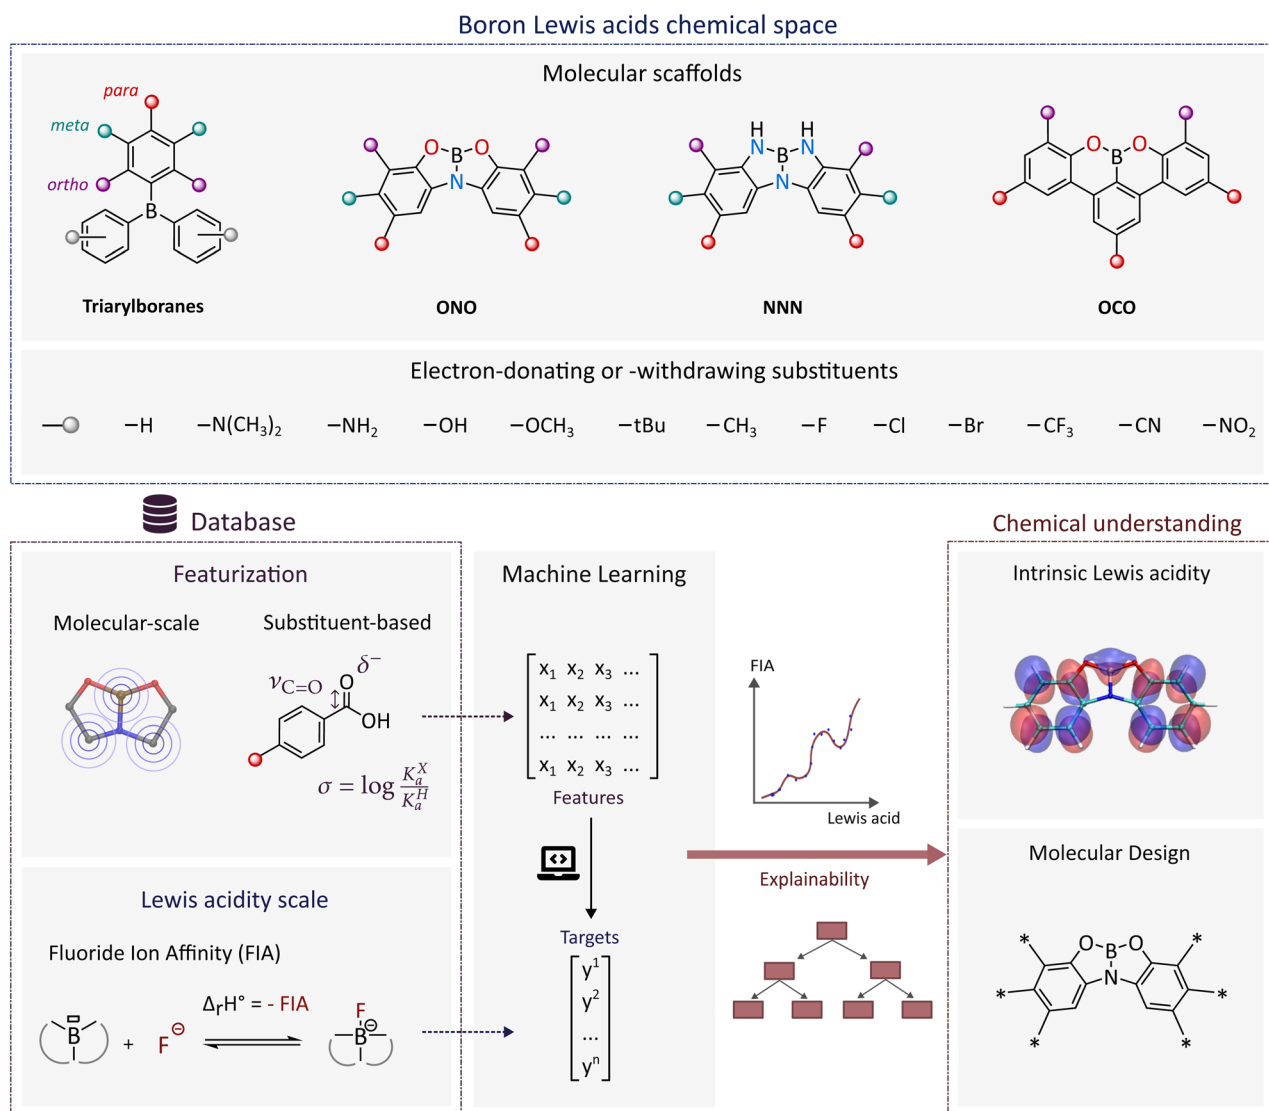 Boron Lewis acids chemical space
Molecular scaffolds
para
meta
ortho
B
Triarylboranes
O B O
N
ONO
H H
N B N
N
NNN
O B O
OCO
Electron-donating or -withdrawing substituents
–H –N(CH₃)₂ –NH₂ –OH –OCH₃ –tBu –CH₃ –F –Cl –Br –CF₃ –CN –NO₂
Database
Featurization
Molecular-scale
Substituent-based
νC=O
δ⁻
O
OH
σ = log KₐX / KₐH
Lewis acidity scale
Fluoride Ion Affinity (FIA)
ΔrH° = - FIA
B + F⊖
F
B⊖
Machine Learning
x₁ x₂ x₃ ...
x₁ x₂ x₃ ...
... ... ... ...
x₁ x₂ x₃ ...
Features
Targets
y¹
y²
...
yⁿ
FIA
Lewis acid
Explainability
Chemical understanding
Intrinsic Lewis acidity
Molecular Design
* O B O *
* N *
* *